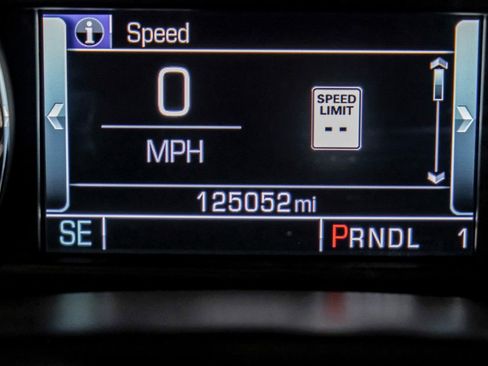 i Speed
0
MPH
SPEED
LIMIT
--
125052mi
SE
PRNDL 1